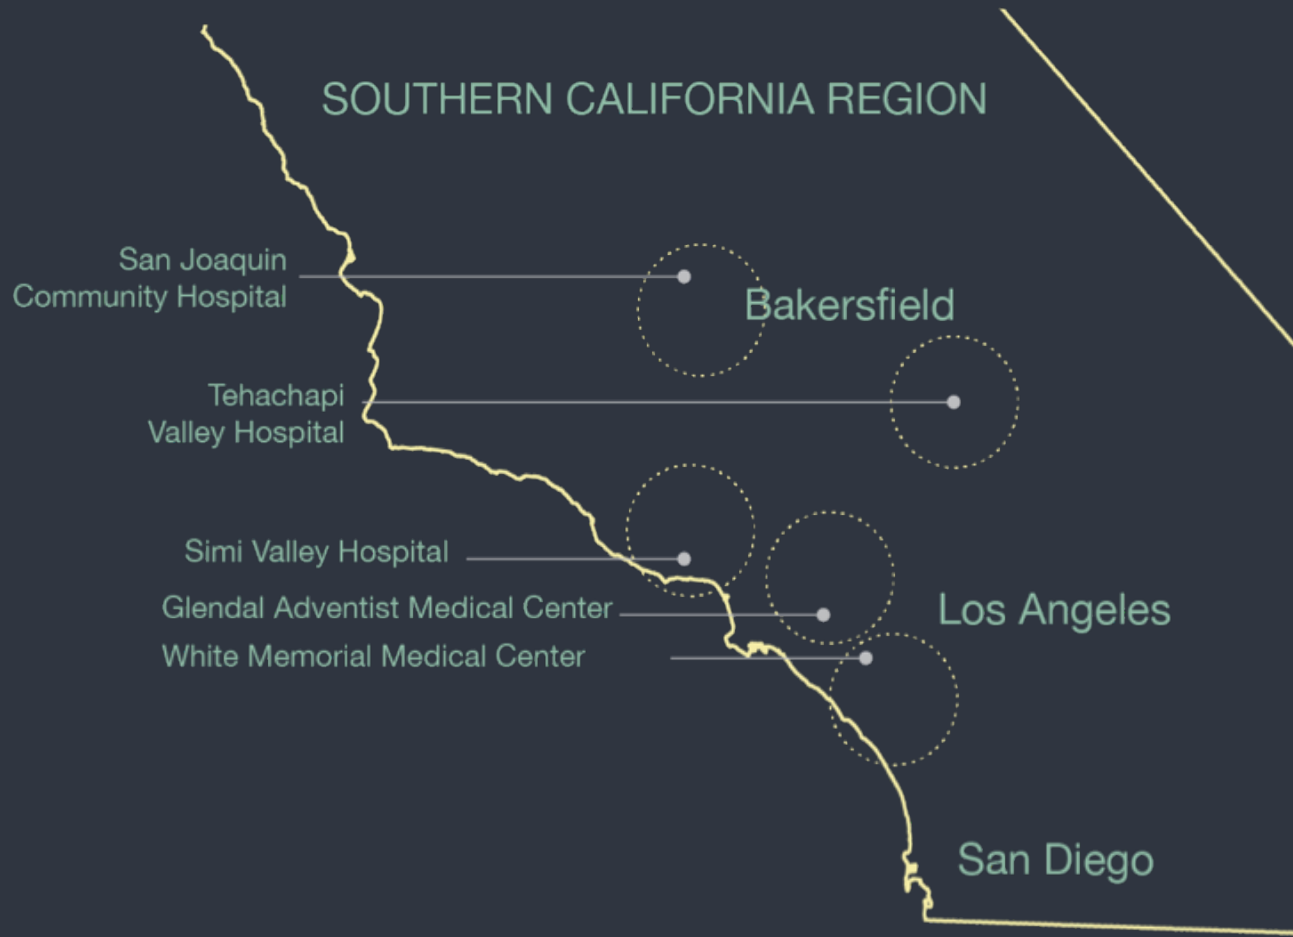 SOUTHERN CALIFORNIA REGION
San Joaquin
Community Hospital
Bakersfield
Tehachapi
Valley Hospital
Simi Valley Hospital
Glendal Adventist Medical Center
Los Angeles
White Memorial Medical Center
San Diego